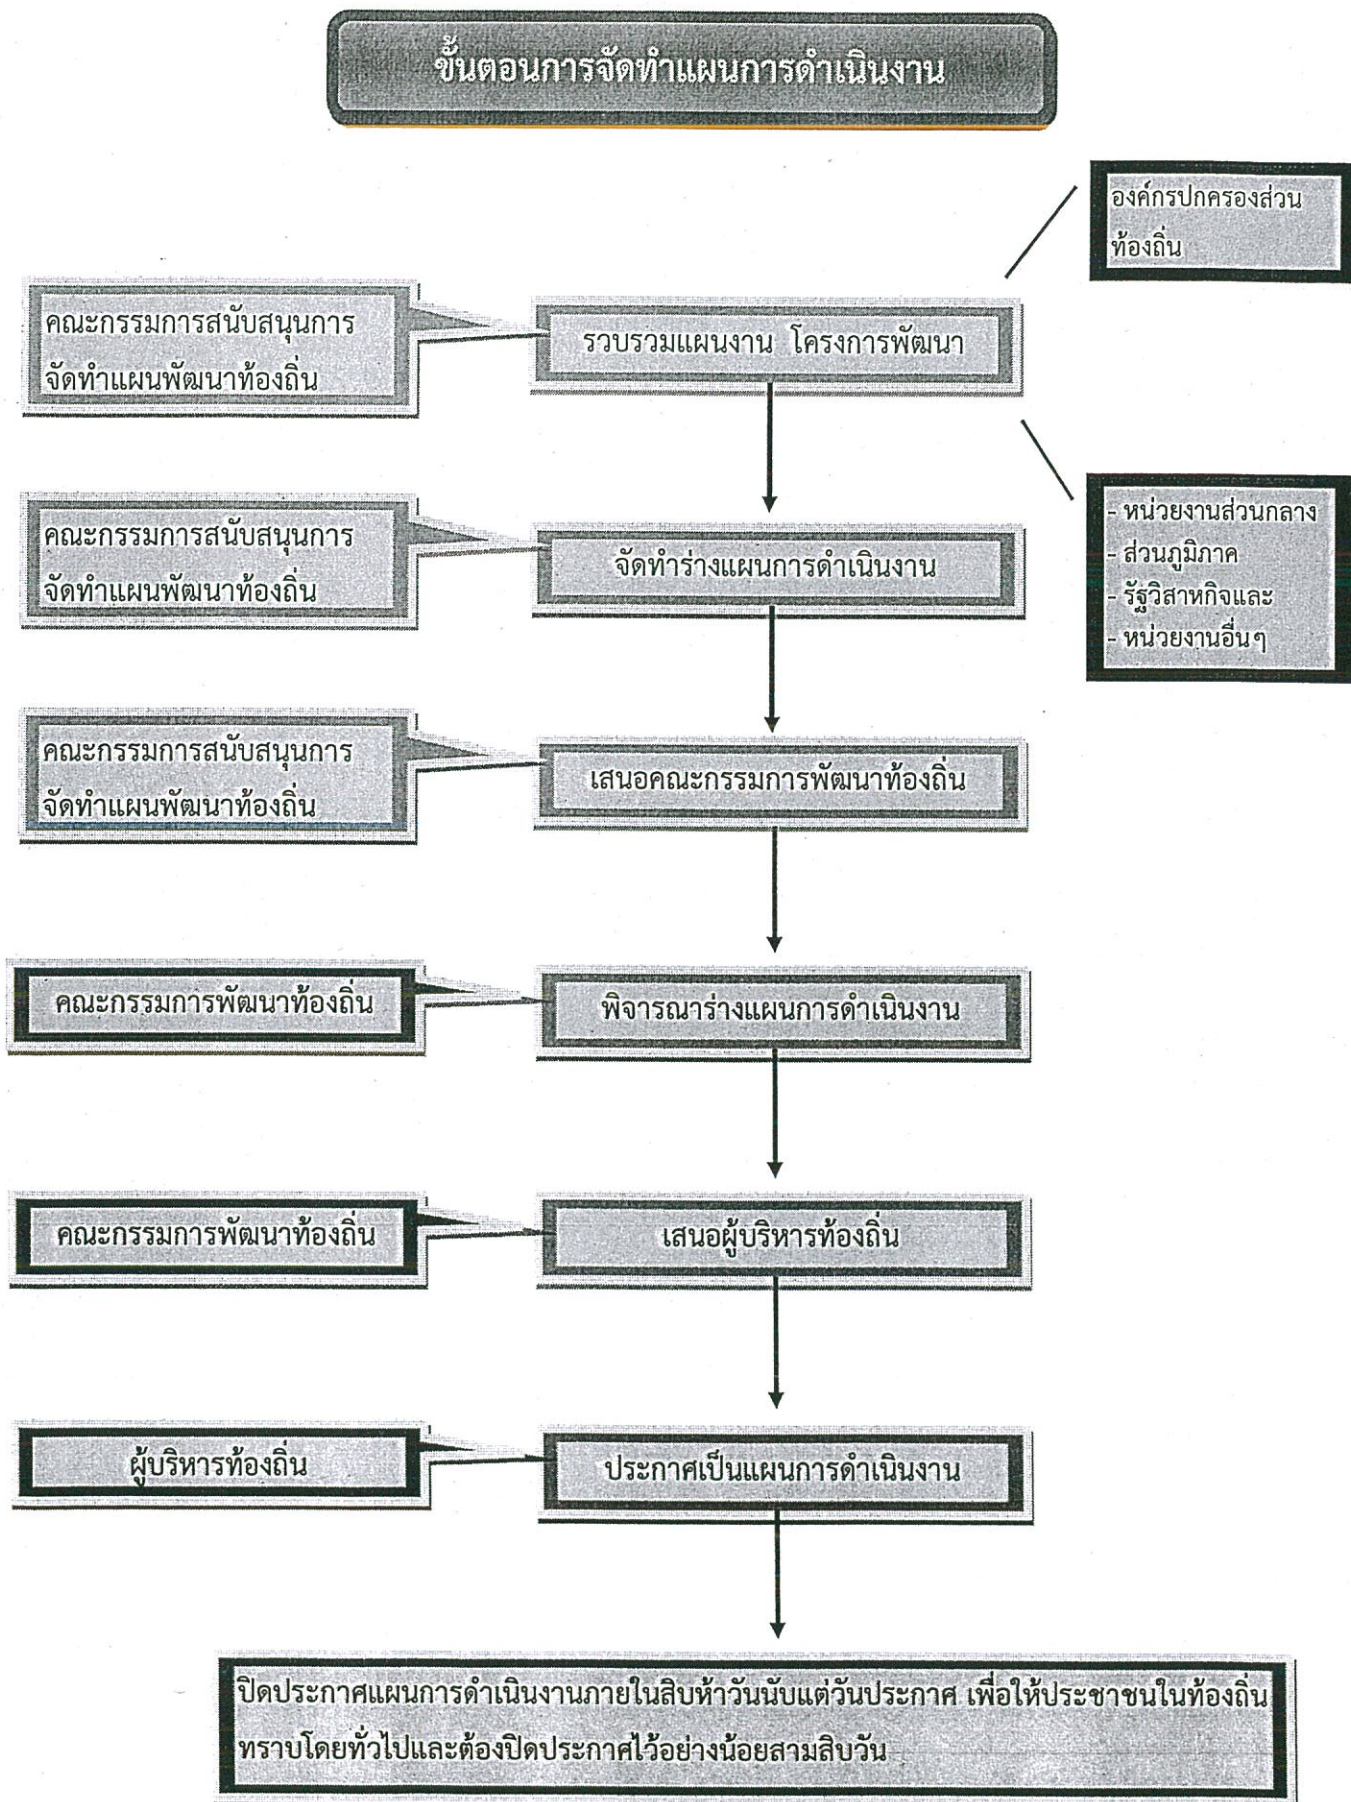 ขั้นตอนการจัดทำแผนการดำเนินงาน
องค์กรปกครองส่วน
ท้องถิ่น
คณะกรรมการสนับสนุนการ
จัดทำแผนพัฒนาท้องถิ่น
รวบรวมแผนงาน โครงการพัฒนา
คณะกรรมการสนับสนุนการ
จัดทำแผนพัฒนาท้องถิ่น
จัดทำร่างแผนการดำเนินงาน
- หน่วยงานส่วนกลาง
- ส่วนภูมิภาค
- รัฐวิสาหกิจและ
- หน่วยงานอื่นๆ
คณะกรรมการสนับสนุนการ
จัดทำแผนพัฒนาท้องถิ่น
เสนอคณะกรรมการพัฒนาท้องถิ่น
คณะกรรมการพัฒนาท้องถิ่น
พิจารณาร่างแผนการดำเนินงาน
คณะกรรมการพัฒนาท้องถิ่น
เสนอผู้บริหารท้องถิ่น
ผู้บริหารท้องถิ่น
ประกาศเป็นแผนการดำเนินงาน
ปิดประกาศแผนการดำเนินงานภายในสิบห้าวันนับแต่วันประกาศ เพื่อให้ประชาชนในท้องถิ่น
ทราบโดยทั่วไปและต้องปิดประกาศไว้อย่างน้อยสามสิบวัน